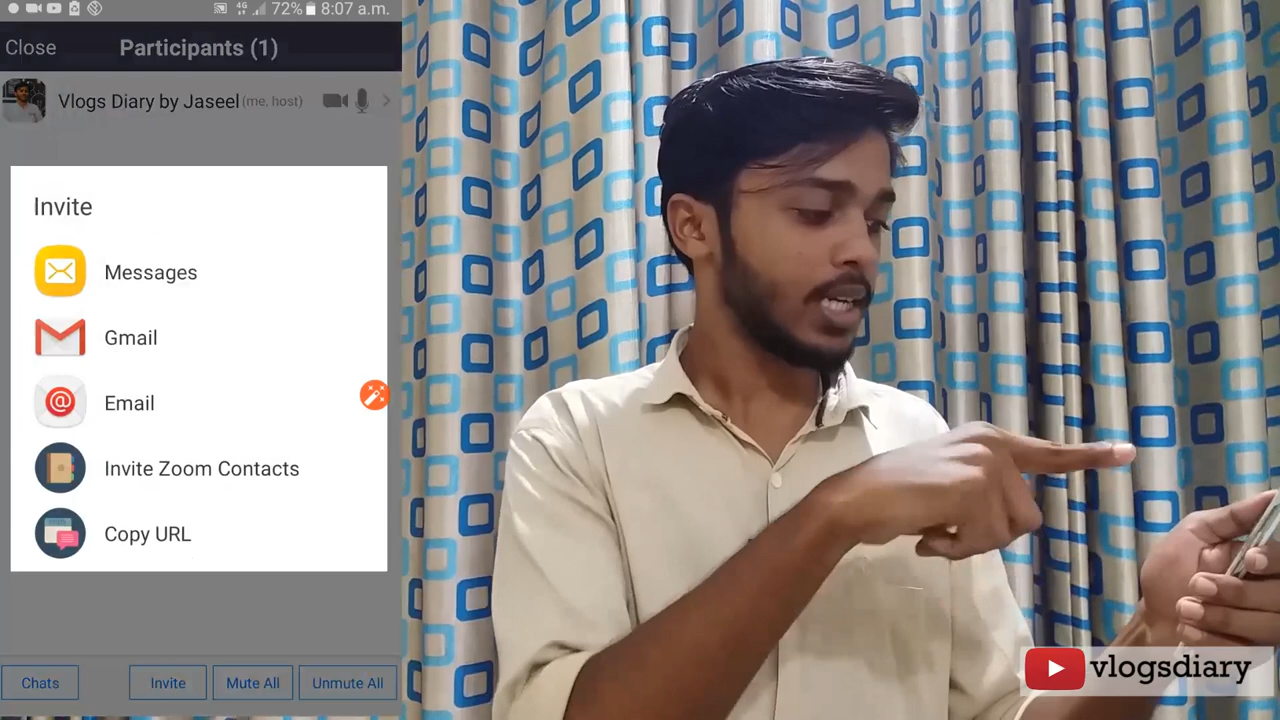 4G 72% 8:07 a.m.
Close Participants (1)
Vlogs Diary by Jaseel (me, host)
Invite
Messages
Gmail
@ Email
Invite Zoom Contacts
Copy URL
Chats Invite Mute All Unmute All
vlogsdiary